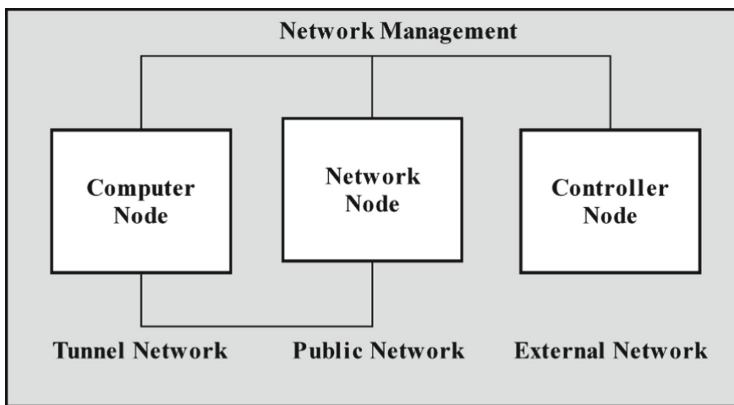 Network Management
Computer
Node
Network
Node
Controller
Node
Tunnel Network
Public Network
External Network